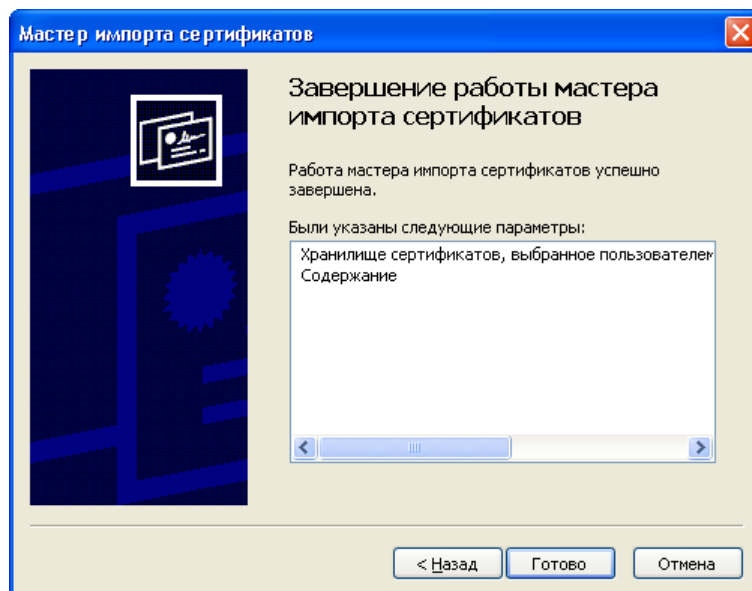 Мастер импорта сертификатов
Завершение работы мастера
импорта сертификатов
Работа мастера импорта сертификатов успешно
завершена.
Были указаны следующие параметры:
Хранилище сертификатов, выбранное пользователем
Содержание
< Назад
Готово
Отмена